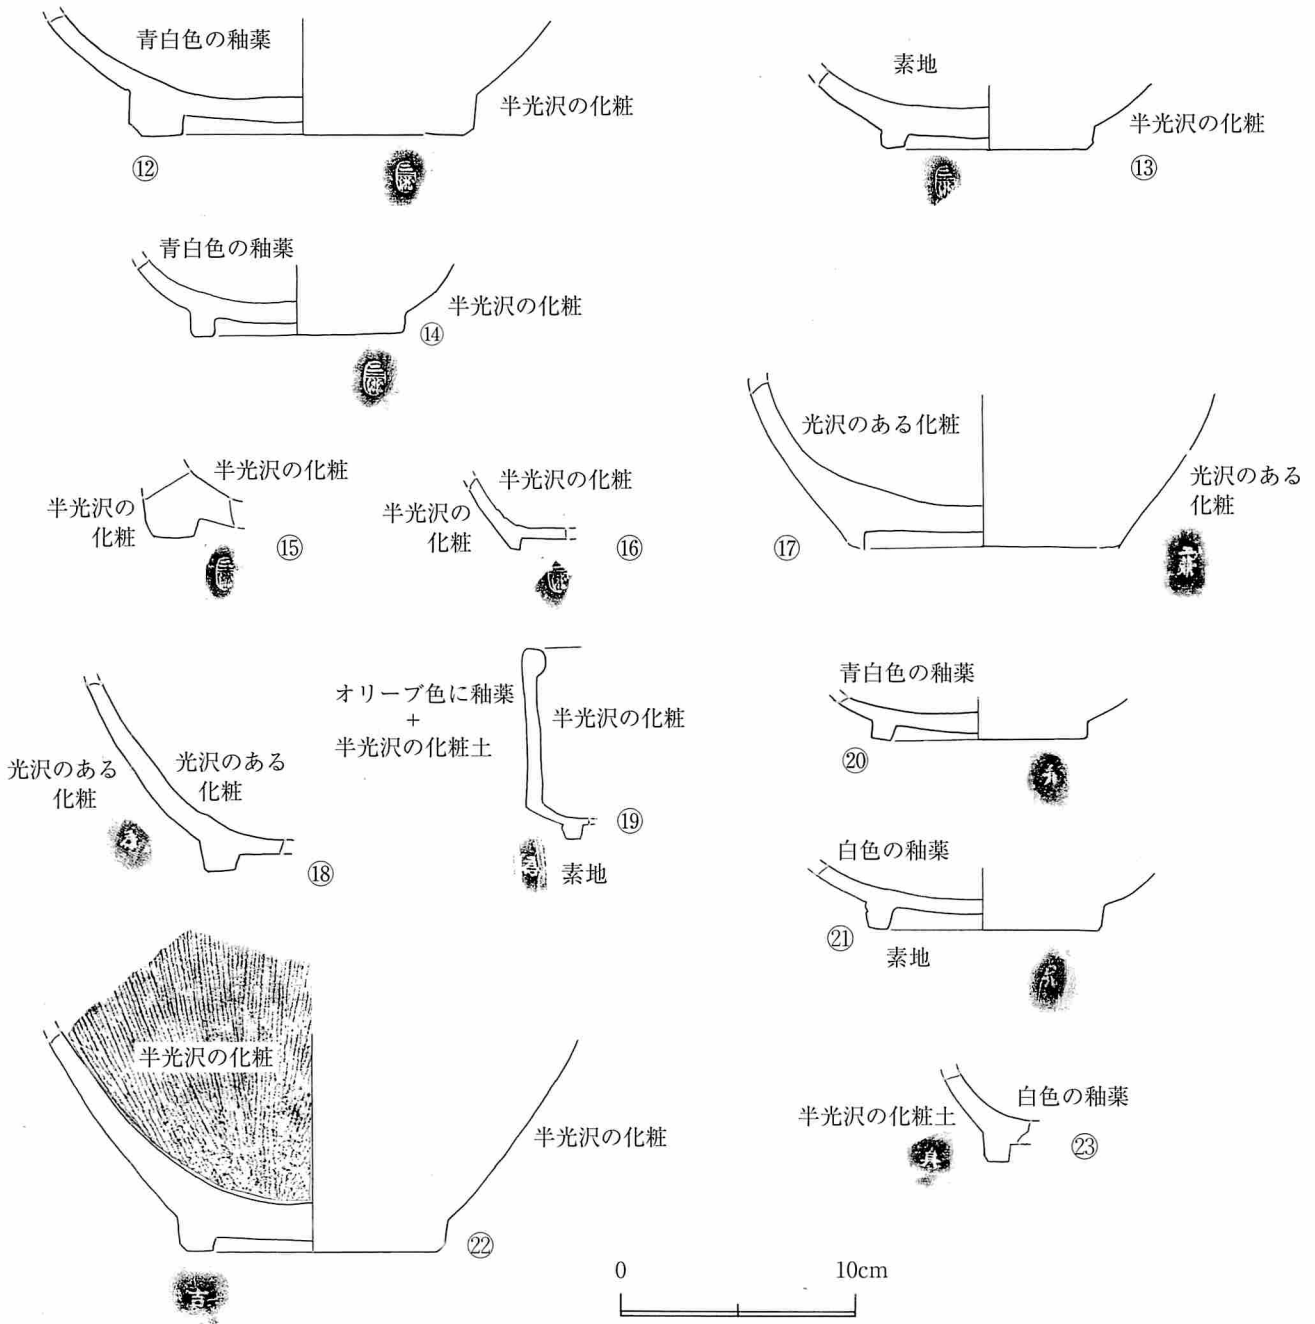 青白色の釉薬
半光沢の化粧
⑫
素地
半光沢の化粧
⑬
青白色の釉薬
半光沢の化粧
⑭
半光沢の化粧
半光沢の
化粧
⑮
半光沢の化粧
半光沢の
化粧
⑯
光沢のある化粧
光沢のある
化粧
⑰
光沢のある
化粧
光沢のある
化粧
⑱
オリーブ色に釉薬
+
半光沢の化粧土
半光沢の化粧
⑲
素地
青白色の釉薬
⑳
白色の釉薬
㉑
素地
半光沢の化粧
半光沢の化粧
㉒
吉
白色の釉薬
半光沢の化粧土
㉓
0
10cm